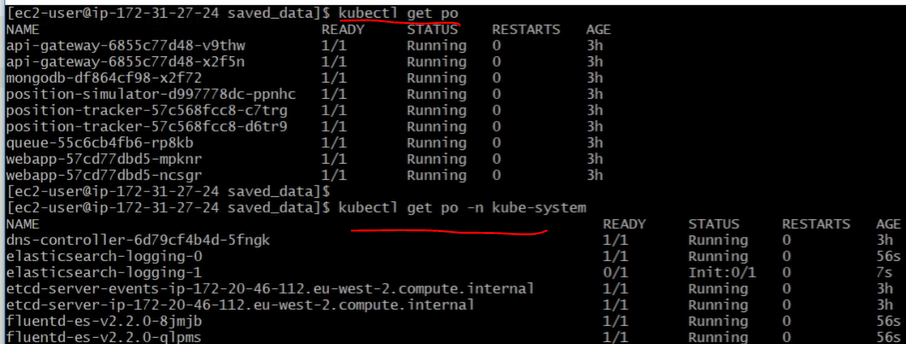 [ec2-user@ip-172-31-27-24 saved_data]$ kubectl get po
NAME READY STATUS RESTARTS AGE
api-gateway-6855c77d48-v9thw 1/1 Running 0 3h
api-gateway-6855c77d48-x2f5n 1/1 Running 0 3h
mongodb-df864cf98-x2f72 1/1 Running 0 3h
position-simulator-d997778dc-ppnhc 1/1 Running 0 3h
position-tracker-57c568fcc8-c7trg 1/1 Running 0 3h
position-tracker-57c568fcc8-d6tr9 1/1 Running 0 3h
queue-55c6cb4fb6-rp8kb 1/1 Running 0 3h
webapp-57cd77dbd5-mpknr 1/1 Running 0 3h
webapp-57cd77dbd5-ncsgr 1/1 Running 0 3h
[ec2-user@ip-172-31-27-24 saved_data]$
[ec2-user@ip-172-31-27-24 saved_data]$ kubectl get po -n kube-system
NAME READY STATUS RESTARTS AGE
dns-controller-6d79cf4b4d-5fngk 1/1 Running 0 3h
elasticsearch-logging-0 1/1 Running 0 56s
elasticsearch-logging-1 0/1 Init:0/1 0 7s
etcd-server-events-ip-172-20-46-112.eu-west-2.compute.internal 1/1 Running 0 3h
etcd-server-ip-172-20-46-112.eu-west-2.compute.internal 1/1 Running 0 3h
fluentd-es-v2.2.0-8jmjb 1/1 Running 0 56s
fluentd-es-v2.2.0-qlpms 1/1 Running 0 56s